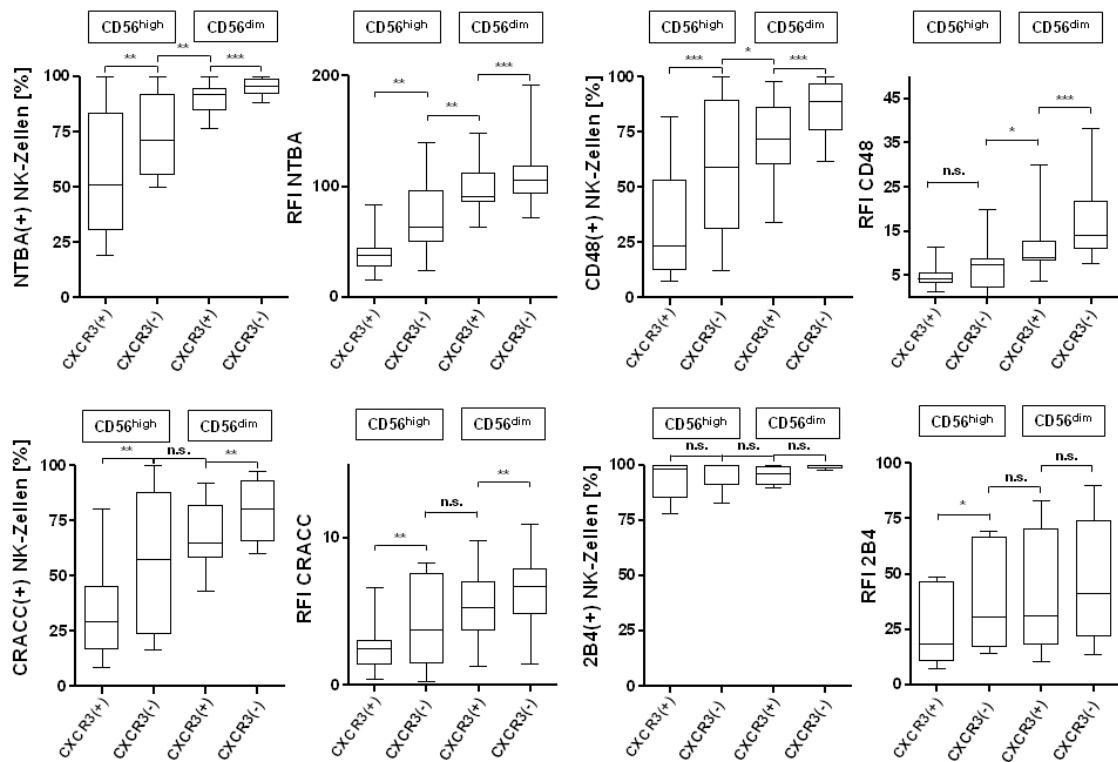 CD56high CD56dim
** ** ***
NTBA(+) NK-Zellen [%]
100
75
50
25
0
CXCR3(+) CXCR3(-) CXCR3(+) CXCR3(-)
CD56high CD56dim
** ** ***
RFI NTBA
200
100
0
CXCR3(+) CXCR3(-) CXCR3(+) CXCR3(-)
CD56high CD56dim
*** * ***
CD48(+) NK-Zellen [%]
100
75
50
25
0
CXCR3(+) CXCR3(-) CXCR3(+) CXCR3(-)
CD56high CD56dim
n.s. * ***
RFI CD48
45
35
25
15
5
CXCR3(+) CXCR3(-) CXCR3(+) CXCR3(-)
CD56high CD56dim
** n.s. **
CRACC(+) NK-Zellen [%]
100
75
50
25
0
CXCR3(+) CXCR3(-) CXCR3(+) CXCR3(-)
CD56high CD56dim
** n.s. **
RFI CRACC
10
0
CXCR3(+) CXCR3(-) CXCR3(+) CXCR3(-)
CD56high CD56dim
n.s. n.s. n.s.
2B4(+) NK-Zellen [%]
100
75
50
25
0
CXCR3(+) CXCR3(-) CXCR3(+) CXCR3(-)
CD56high CD56dim
* n.s. n.s.
RFI 2B4
100
75
50
25
0
CXCR3(+) CXCR3(-) CXCR3(+) CXCR3(-)